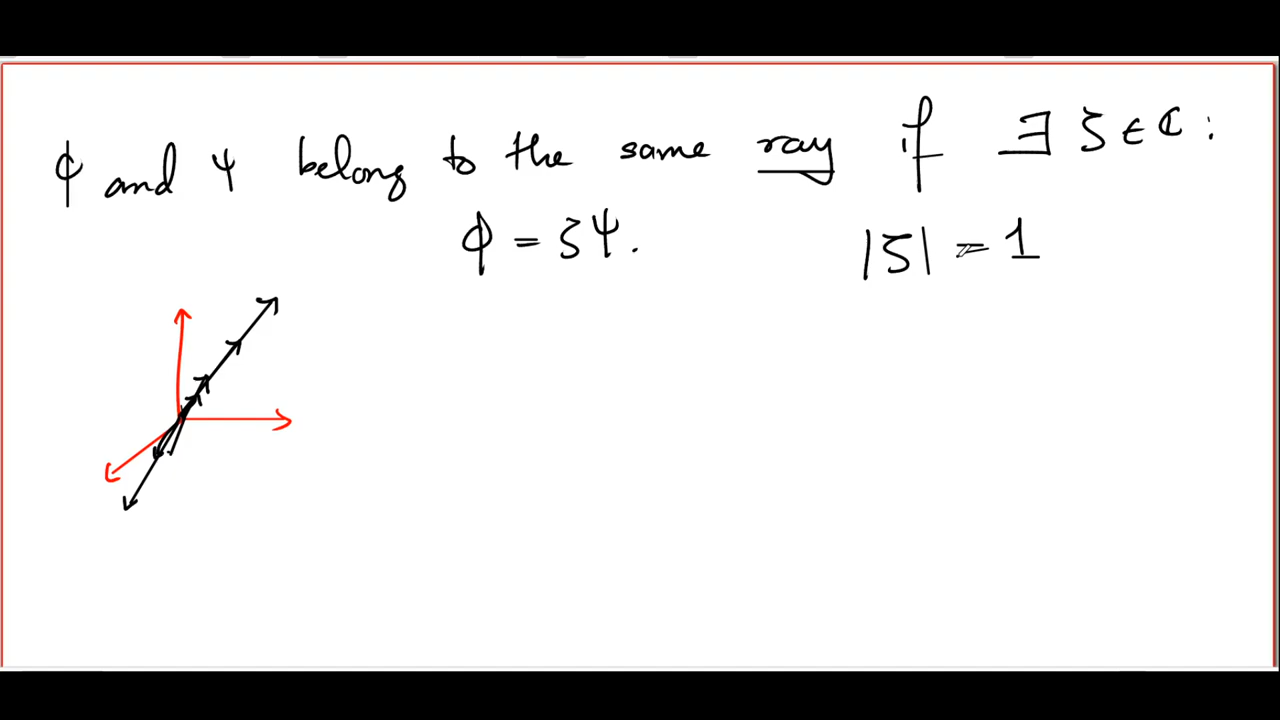 ϕ and ψ belong to the same ray if ∃ ζ ∈ ℂ :
ϕ = ζψ. |ζ| = 1